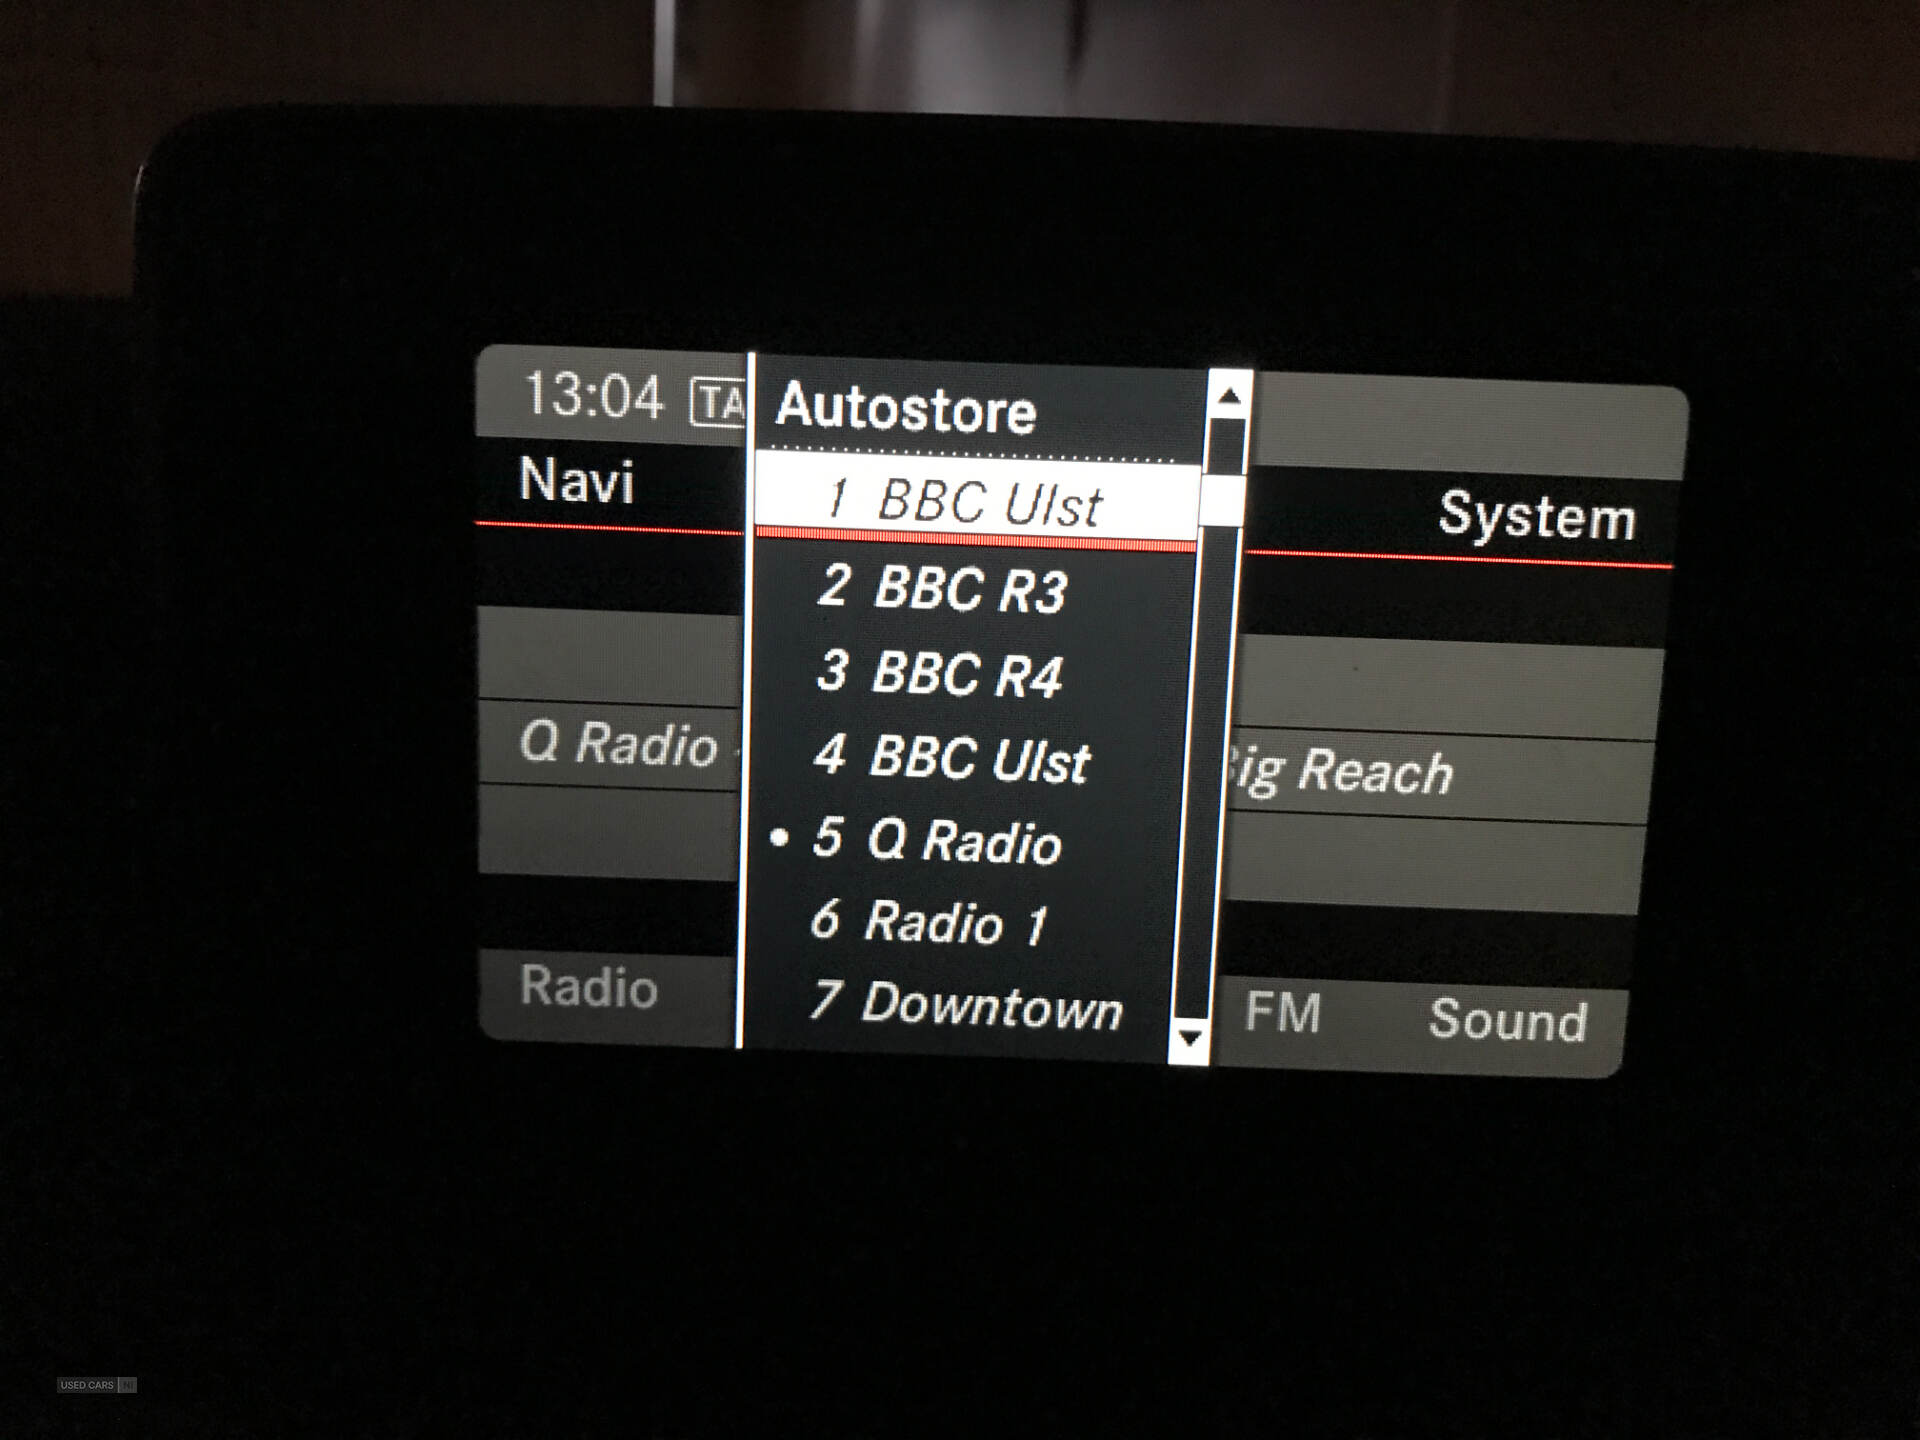 13:04 TA
Autostore
Navi
System
1 BBC Ulst
2 BBC R3
3 BBC R4
Q Radio
4 BBC Ulst
ig Reach
• 5 Q Radio
6 Radio 1
7 Downtown
Radio
FM
Sound
USED CARS NI